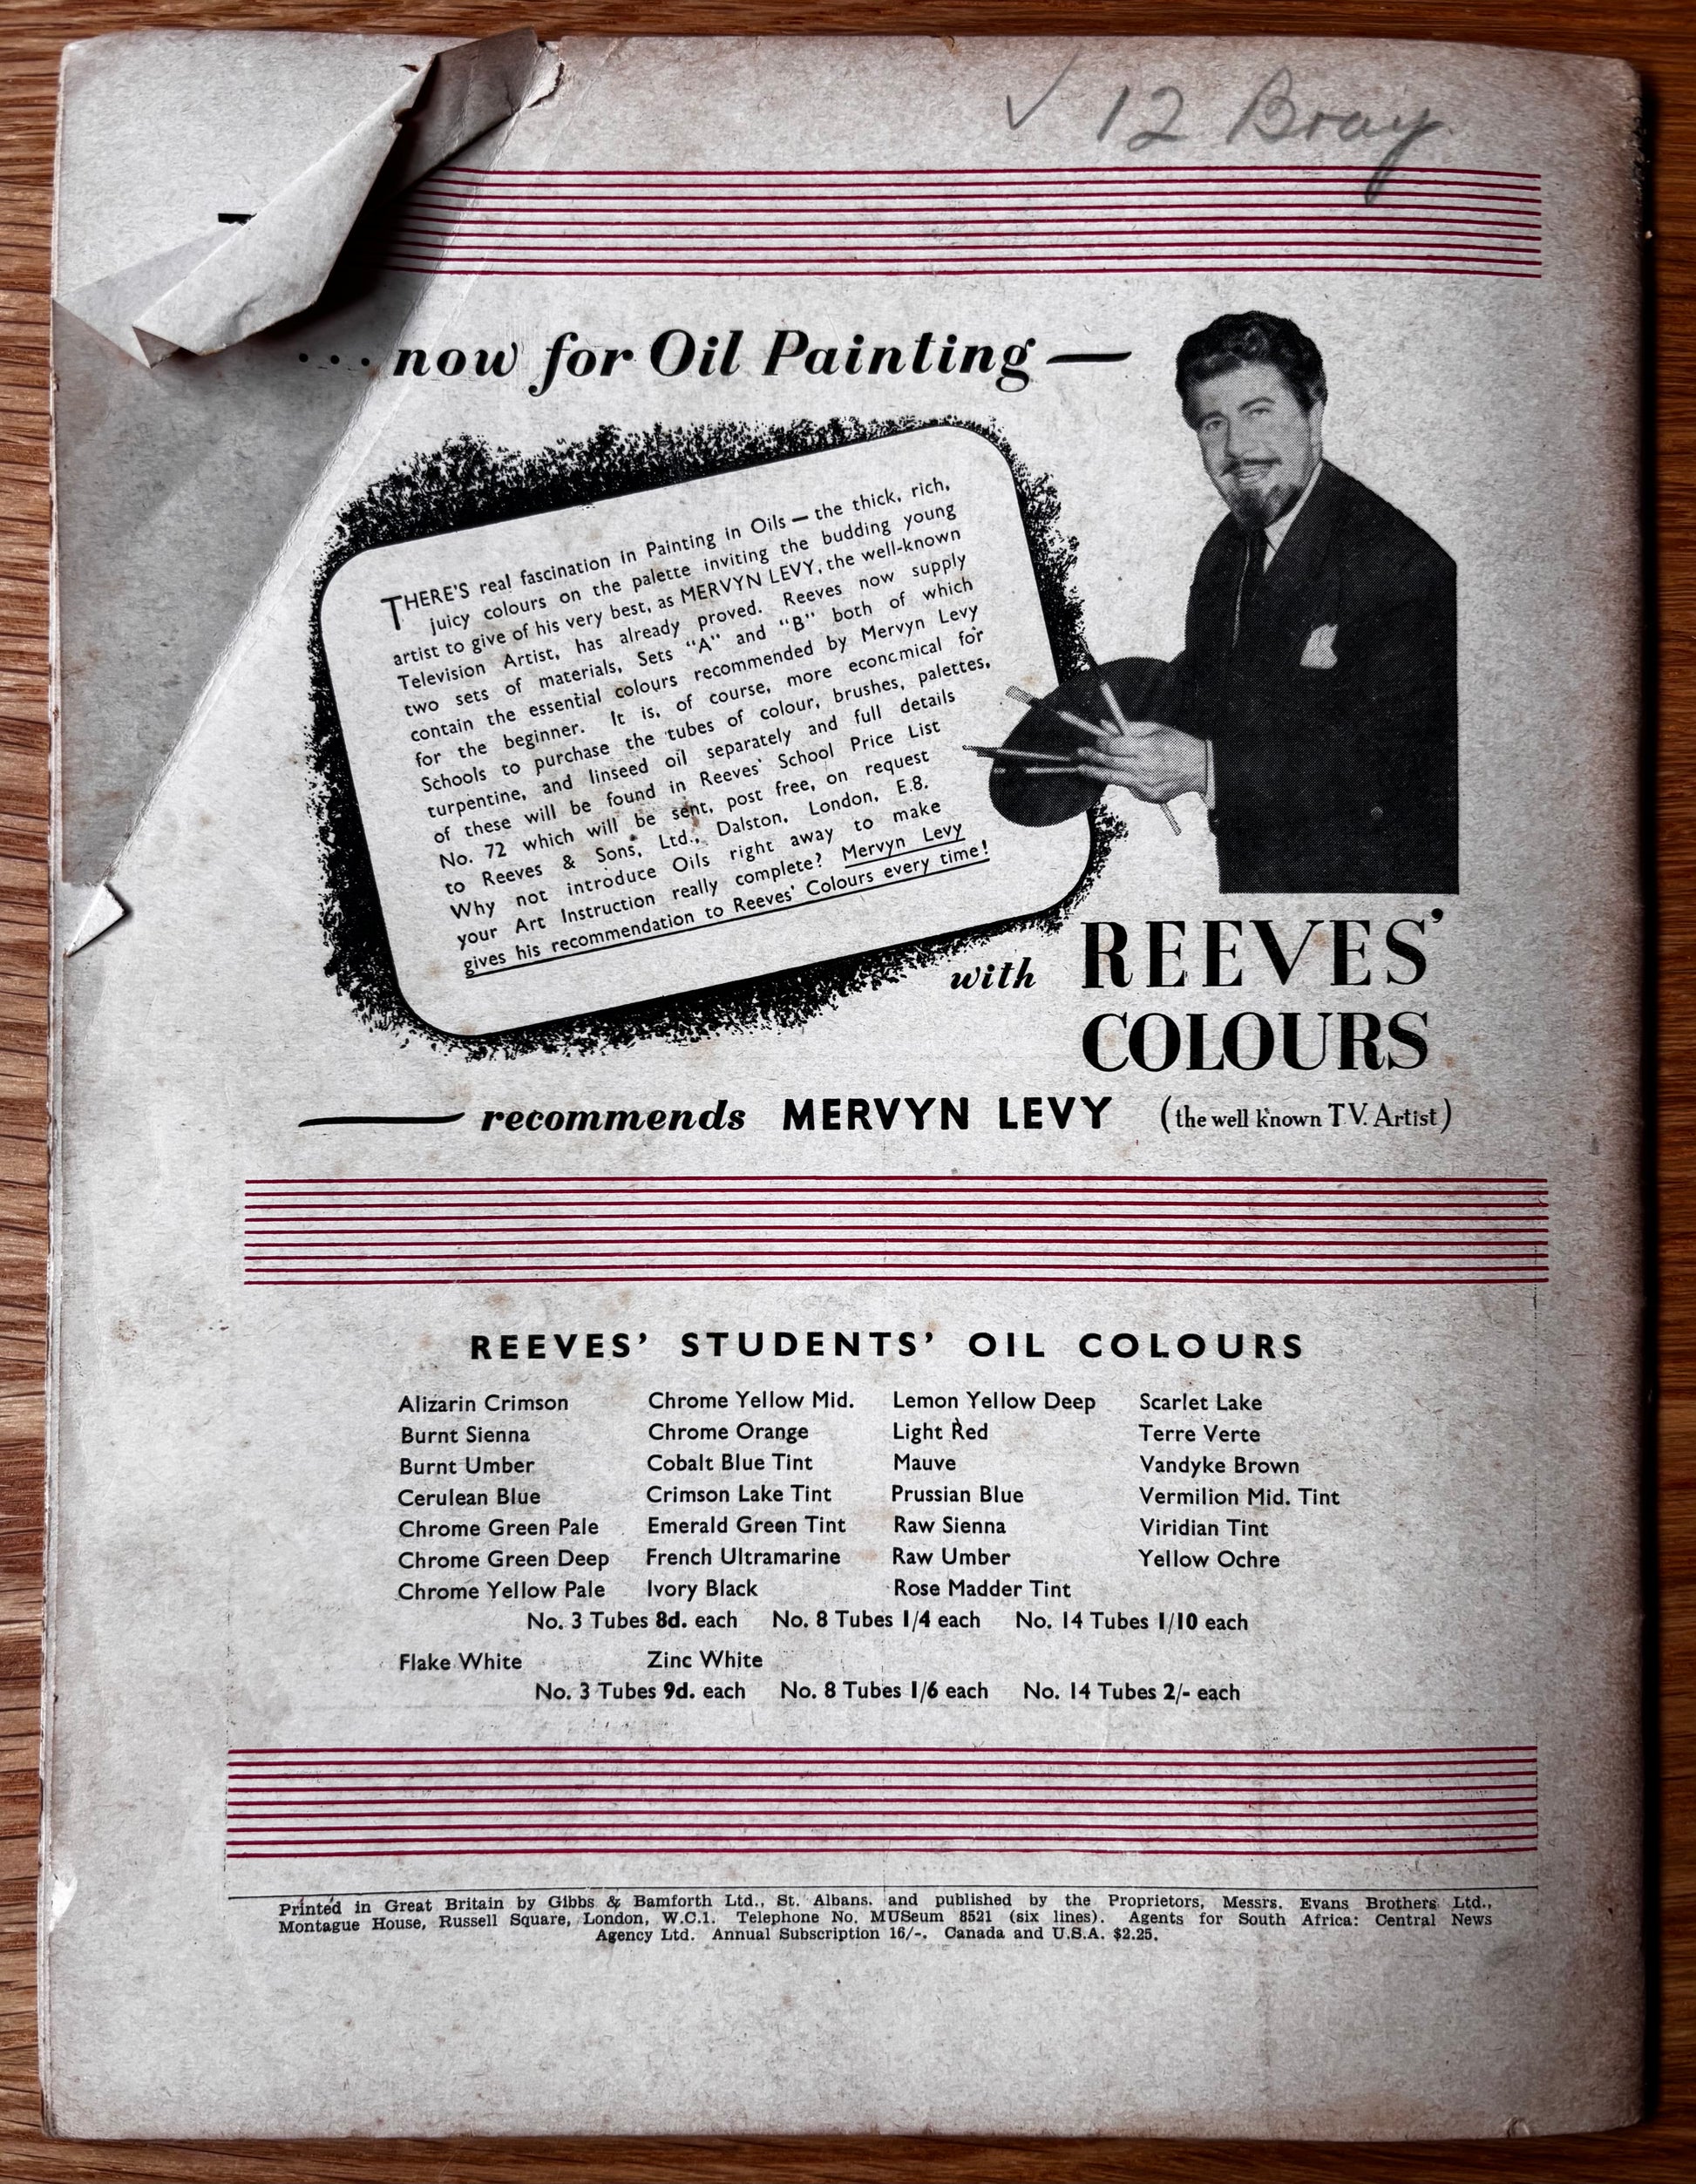 ✓ 12 Bray
... now for Oil Painting —
THERE'S real fascination in Painting in Oils — the thick, rich,
juicy colours on the palette inviting the budding young
artist to give of his very best, as MERVYN LEVY, the well-known
Television Artist, has already proved. Reeves now supply
two sets of materials, Sets "A" and "B" both of which
contain the essential colours recommended by Mervyn Levy
for the beginner. It is, of course, more economical for
Schools to purchase the tubes of colour, brushes, palettes,
turpentine, and linseed oil separately and full details
of these will be found in Reeves' School Price List
No. 72 which will be sent, post free, on request
to Reeves & Sons, Ltd., Dalston, London, E.8.
Why not introduce Oils right away to make
your Art Instruction really complete? Mervyn Levy
gives his recommendation to Reeves' Colours every time!
with REEVES'
COLOURS
— recommends MERVYN LEVY (the well known T.V. Artist)
REEVES' STUDENTS' OIL COLOURS
Alizarin Crimson Chrome Yellow Mid. Lemon Yellow Deep Scarlet Lake
Burnt Sienna Chrome Orange Light Red Terre Verte
Burnt Umber Cobalt Blue Tint Mauve Vandyke Brown
Cerulean Blue Crimson Lake Tint Prussian Blue Vermilion Mid. Tint
Chrome Green Pale Emerald Green Tint Raw Sienna Viridian Tint
Chrome Green Deep French Ultramarine Raw Umber Yellow Ochre
Chrome Yellow Pale Ivory Black Rose Madder Tint
No. 3 Tubes 8d. each No. 8 Tubes 1/4 each No. 14 Tubes 1/10 each
Flake White Zinc White
No. 3 Tubes 9d. each No. 8 Tubes 1/6 each No. 14 Tubes 2/- each
Printed in Great Britain by Gibbs & Bamforth Ltd., St. Albans. and published by the Proprietors, Messrs. Evans Brothers Ltd.,
Montague House, Russell Square, London, W.C.1. Telephone No. MUSeum 8521 (six lines). Agents for South Africa: Central News
Agency Ltd. Annual Subscription 16/-. Canada and U.S.A. $2.25.